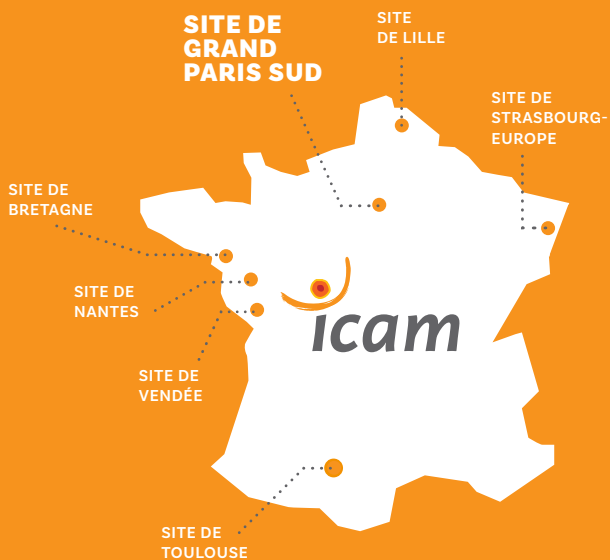 SITE DE
GRAND
PARIS SUD
SITE
DE LILLE
SITE DE
STRASBOURG-
EUROPE
SITE DE
BRETAGNE
SITE DE
NANTES
icam
SITE DE
VENDÉE
SITE DE
TOULOUSE